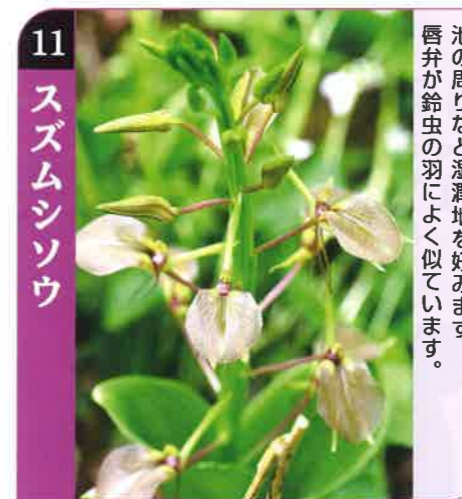 11
スズムシソウ
池の周りなど湿潤地を好みます
唇弁が鈴虫の羽によく似ています。